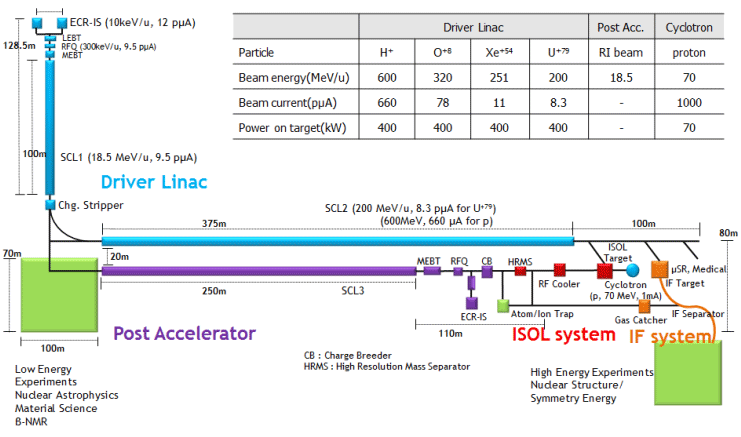 ECR-IS (10keV/u, 12 pμA)
LEBT
RFQ (300keV/u, 9.5 pμA)
MEBT
128.5m
100m
SCL1 (18.5 MeV/u, 9.5 pμA)
Driver Linac
Chg. Stripper
Driver Linac Post Acc. Cyclotron
Particle H+ O+8 Xe+54 U+79 RI beam proton
Beam energy(MeV/u) 600 320 251 200 18.5 70
Beam current(pμA) 660 78 11 8.3 - 1000
Power on target(kW) 400 400 400 400 - 70
SCL2 (200 MeV/u, 8.3 pμA for U+79)
(600MeV, 660 μA for p)
375m
100m
80m
20m
70m
ISOL
Target
μSR, Medical
IF Target
MEBT RFQ CB HRMS
RF Cooler
Cyclotron
(p, 70 MeV, 1mA)
250m
SCL3
ECR-IS
Atom/Ion Trap
Gas Catcher
IF Separator
110m
Post Accelerator
ISOL system
IF system
100m
CB : Charge Breeder
HRMS : High Resolution Mass Separator
Low Energy
Experiments
Nuclear Astrophysics
Material Science
β-NMR
High Energy Experiments
Nuclear Structure/
Symmetry Energy